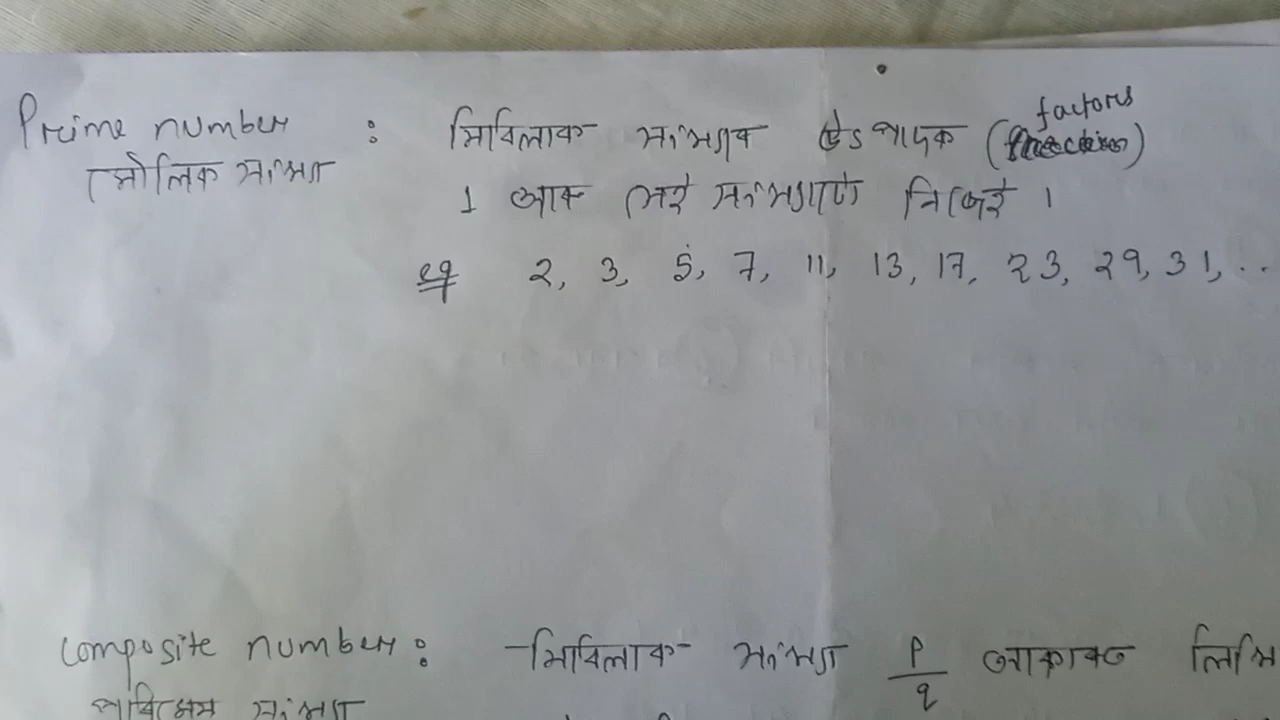 Prime number : যিবিলাক সংখ্যাৰ উৎপাদক (factors)
মৌলিক সংখ্যা
1 আৰু সেই সংখ্যাটো নিজেই ।
eg 2, 3, 5, 7, 11, 13, 17, 23, 29, 31, ..
Composite number : যিবিলাক সংখ্যা p/q আকাৰত লিখি
পৰিমেয় সংখ্যা